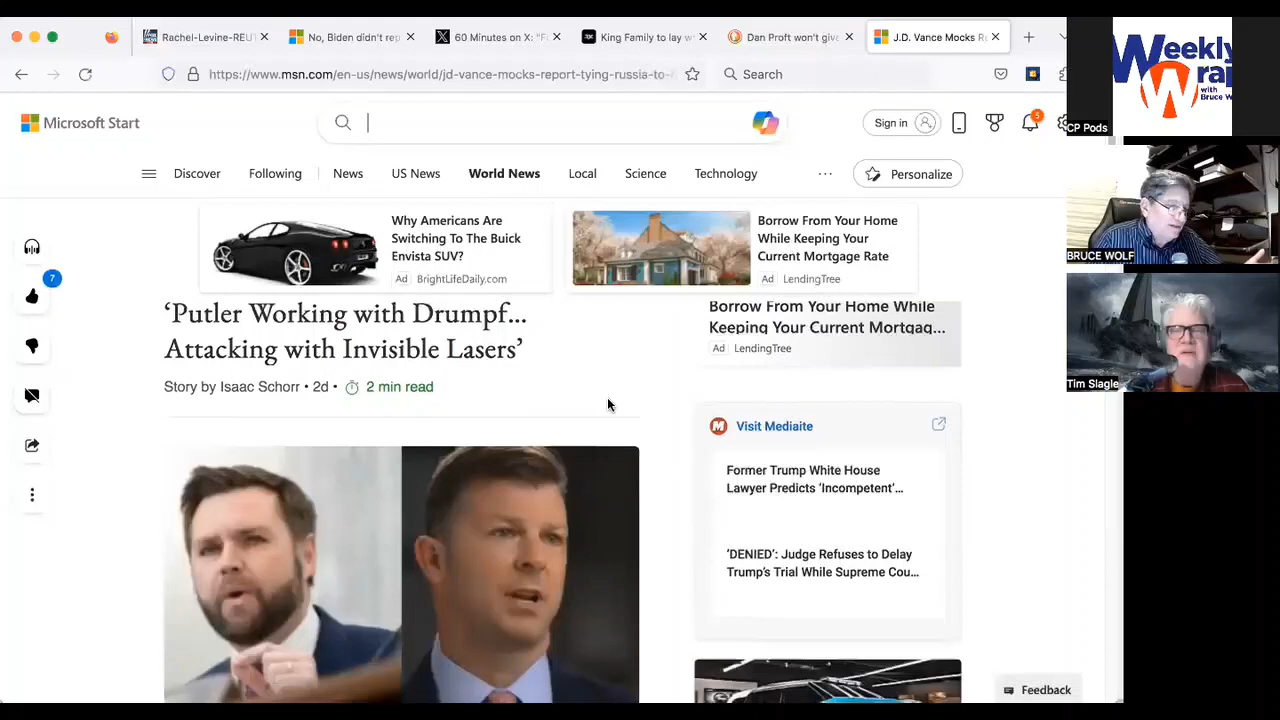 Rachel-Levine-REUT
No, Biden didn't rep
60 Minutes on X: "F
King Family to lay w
Dan Proft won't give
J.D. Vance Mocks Re
https://www.msn.com/en-us/news/world/jd-vance-mocks-report-tying-russia-to-
Search
Weekly
with
Bruce W
CP Pods
Microsoft Start
Sign in
5
Discover
Following
News
US News
World News
Local
Science
Technology
Personalize
Why Americans Are
Switching To The Buick
Envista SUV?
Ad BrightLifeDaily.com
Borrow From Your Home
While Keeping Your
Current Mortgage Rate
Ad LendingTree
BRUCE WOLF
7
‘Putler Working with Drumpf...
Attacking with Invisible Lasers’
Story by Isaac Schorr • 2d • 2 min read
Borrow From Your Home While
Keeping Your Current Mortgag...
Ad LendingTree
Tim Slagle
Visit Mediaite
Former Trump White House
Lawyer Predicts ‘Incompetent’...
‘DENIED’: Judge Refuses to Delay
Trump’s Trial While Supreme Cou...
Feedback